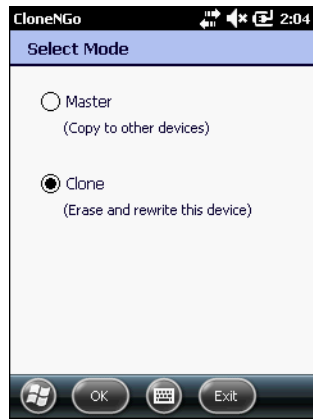 CloneNGo 2:04
Select Mode
Master
(Copy to other devices)
Clone
(Erase and rewrite this device)
OK Exit